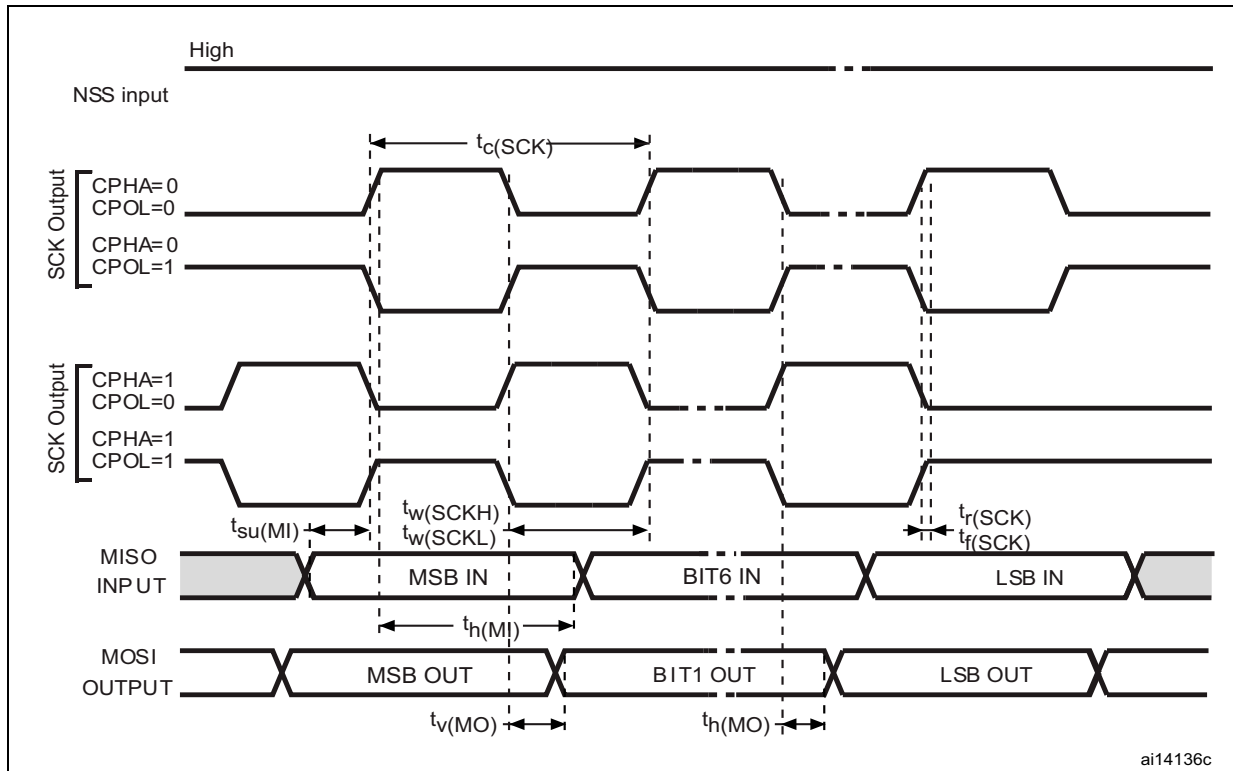 High
NSS input
tc(SCK)
SCK Output
CPHA=0
CPOL=0
CPHA=0
CPOL=1
SCK Output
CPHA=1
CPOL=0
CPHA=1
CPOL=1
tsu(MI)
tw(SCKH)
tw(SCKL)
tr(SCK)
tf(SCK)
MISO
INPUT
MSB IN
BIT6 IN
LSB IN
th(MI)
MOSI
OUTPUT
MSB OUT
BIT1 OUT
LSB OUT
tv(MO)
th(MO)
ai14136c